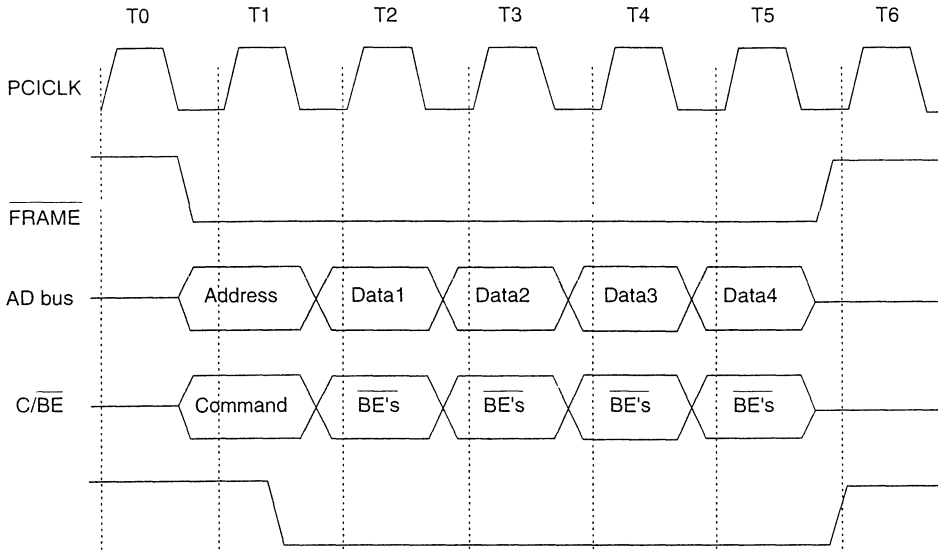 T0 T1 T2 T3 T4 T5 T6
PCICLK
FRAME
AD bus Address Data1 Data2 Data3 Data4
C/BE Command BE's BE's BE's BE's